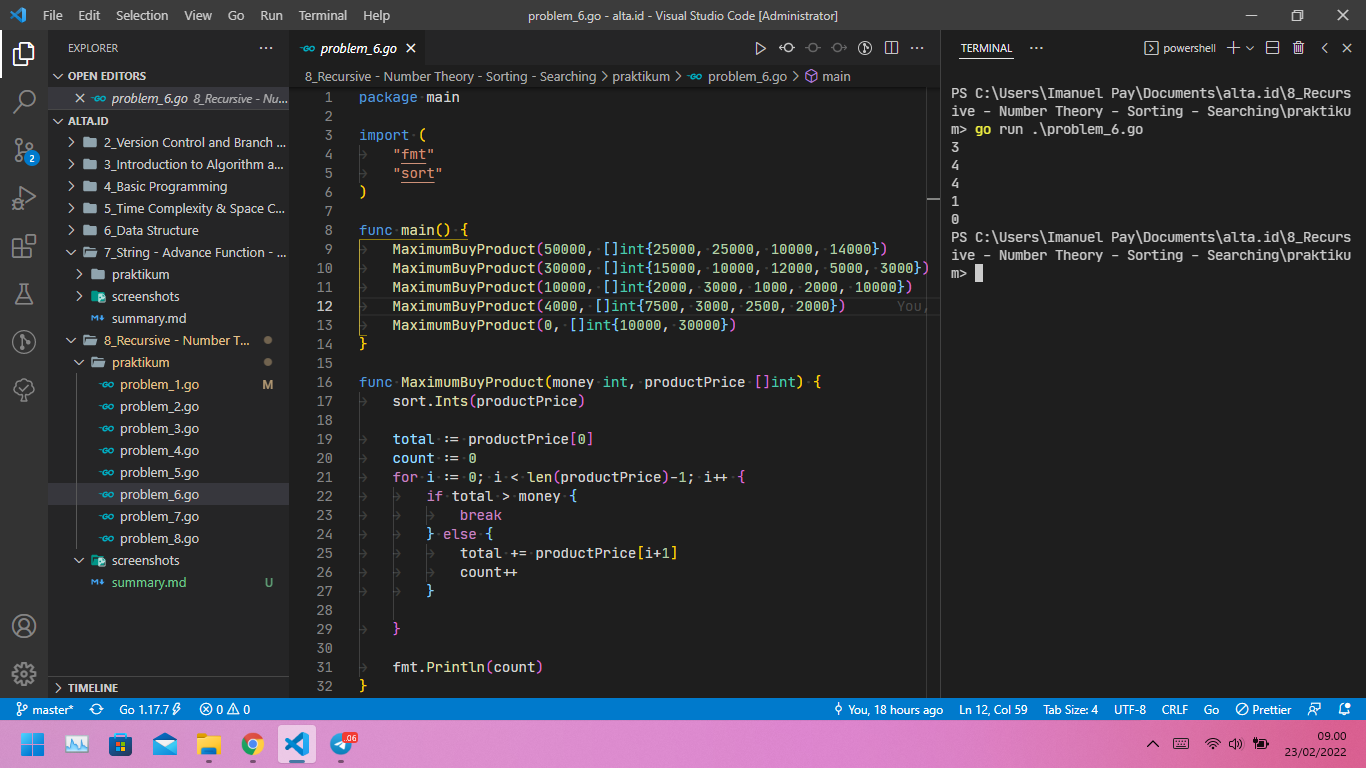 File Edit Selection View Go Run Terminal Help
problem_6.go - alta.id - Visual Studio Code [Administrator]
EXPLORER
OPEN EDITORS
problem_6.go 8_Recursive - Nu...
ALTA.ID
2_Version Control and Branch ...
3_Introduction to Algorithm a...
4_Basic Programming
5_Time Complexity & Space C...
6_Data Structure
7_String - Advance Function - ...
praktikum
screenshots
summary.md
8_Recursive - Number T...
praktikum
problem_1.go M
problem_2.go
problem_3.go
problem_4.go
problem_5.go
problem_6.go
problem_7.go
problem_8.go
screenshots
summary.md U
TIMELINE
2
problem_6.go
8_Recursive - Number Theory - Sorting - Searching > praktikum > problem_6.go > main
1 package main
2
3 import (
4 "fmt"
5 "sort"
6 )
7
8 func main() {
9 MaximumBuyProduct(50000, []int{25000, 25000, 10000, 14000})
10 MaximumBuyProduct(30000, []int{15000, 10000, 12000, 5000, 3000})
11 MaximumBuyProduct(10000, []int{2000, 3000, 1000, 2000, 10000})
12 MaximumBuyProduct(4000, []int{7500, 3000, 2500, 2000}) You,
13 MaximumBuyProduct(0, []int{10000, 30000})
14 }
15
16 func MaximumBuyProduct(money int, productPrice []int) {
17 sort.Ints(productPrice)
18
19 total := productPrice[0]
20 count := 0
21 for i := 0; i < len(productPrice)-1; i++ {
22 if total > money {
23 break
24 } else {
25 total += productPrice[i+1]
26 count++
27 }
28
29 }
30
31 fmt.Println(count)
32 }
TERMINAL
powershell
PS C:\Users\Imanuel Pay\Documents\alta.id\8_Recurs
ive - Number Theory - Sorting - Searching\praktiku
m> go run .\problem_6.go
3
4
4
1
0
PS C:\Users\Imanuel Pay\Documents\alta.id\8_Recurs
ive - Number Theory - Sorting - Searching\praktiku
m>
master* Go 1.17.7 0 0 You, 18 hours ago Ln 12, Col 59 Tab Size: 4 UTF-8 CRLF Go Prettier
.06
09.00
23/02/2022